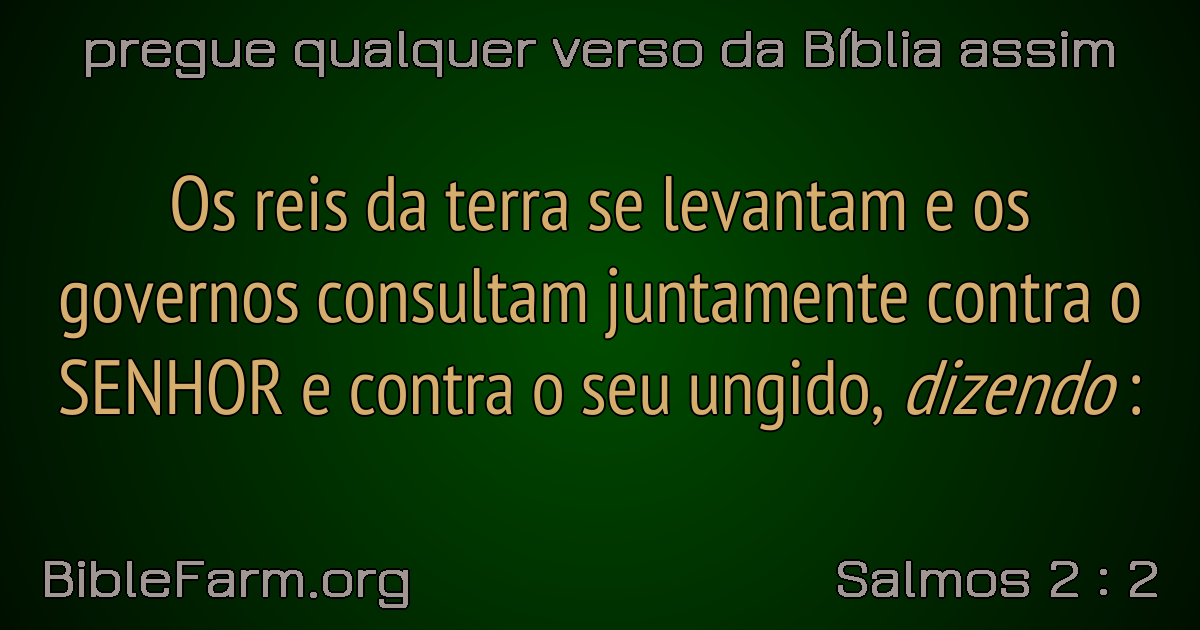 pregue qualquer verso da Bíblia assim
Os reis da terra se levantam e os
governos consultam juntamente contra o
SENHOR e contra o seu ungido, dizendo :
BibleFarm.org
Salmos 2 : 2